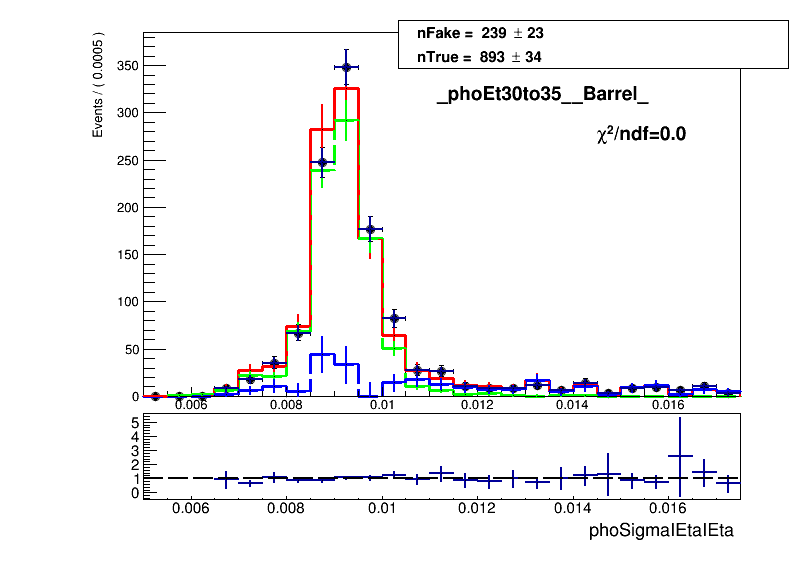 nFake = 239 ± 23
nTrue = 893 ± 34
_phoEt30to35__Barrel_
χ²/ndf=0.0
Events / ( 0.0005 )
350
300
250
200
150
100
50
0
0.006 0.008 0.01 0.012 0.014 0.016
5
4
3
2
1
0
0.006 0.008 0.01 0.012 0.014 0.016
phoSigmaIEtaIEta